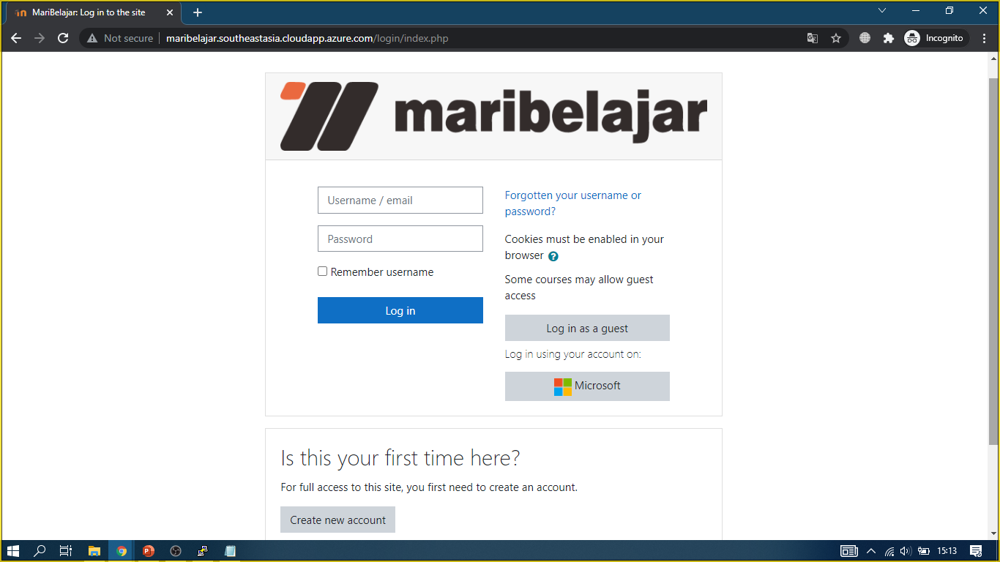 MariBelajar: Log in to the site
Not secure
maribelajar.southeastasia.cloudapp.azure.com/login/index.php
Incognito
maribelajar
Username / email
Password
Remember username
Log in
Forgotten your username or
password?
Cookies must be enabled in your
browser ?
Some courses may allow guest
access
Log in as a guest
Log in using your account on:
Microsoft
Is this your first time here?
For full access to this site, you first need to create an account.
Create new account
15:13